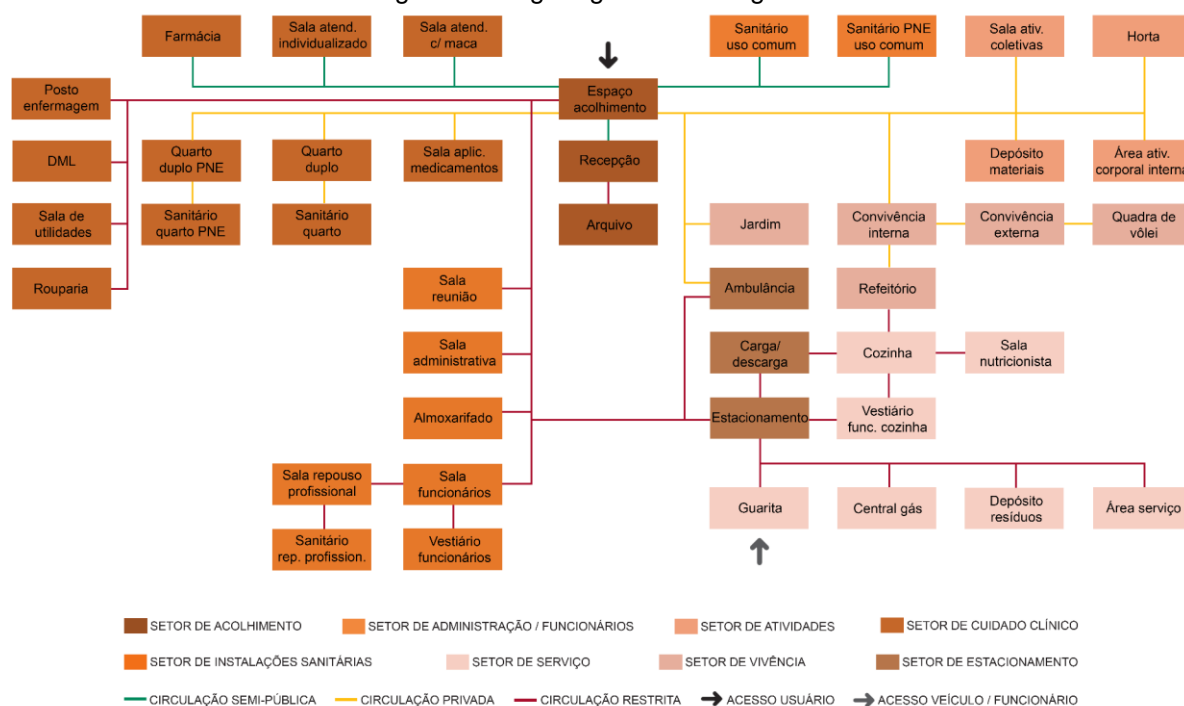 Farmácia
Sala atend.
individualizado
Sala atend.
c/ maca
Sanitário
uso comum
Sanitário PNE
uso comum
Sala ativ.
coletivas
Horta
Posto
enfermagem
Espaço
acolhimento
DML
Quarto
duplo PNE
Quarto
duplo
Sala aplic.
medicamentos
Recepção
Depósito
materiais
Área ativ.
corporal interna
Sala de
utilidades
Sanitário
quarto PNE
Sanitário
quarto
Arquivo
Jardim
Convivência
interna
Convivência
externa
Quadra de
vôlei
Rouparia
Sala
reunião
Ambulância
Refeitório
Sala
administrativa
Carga/
descarga
Cozinha
Sala
nutricionista
Almoxarifado
Estacionamento
Vestiário
func. cozinha
Sala repouso
profissional
Sala
funcionários
Guarita
Central gás
Depósito
resíduos
Área serviço
Sanitário
rep. profission.
Vestiário
funcionários
SETOR DE ACOLHIMENTO
SETOR DE ADMINISTRAÇÃO / FUNCIONÁRIOS
SETOR DE ATIVIDADES
SETOR DE CUIDADO CLÍNICO
SETOR DE INSTALAÇÕES SANITÁRIAS
SETOR DE SERVIÇO
SETOR DE VIVÊNCIA
SETOR DE ESTACIONAMENTO
CIRCULAÇÃO SEMI-PÚBLICA
CIRCULAÇÃO PRIVADA
CIRCULAÇÃO RESTRITA
ACESSO USUÁRIO
ACESSO VEÍCULO / FUNCIONÁRIO